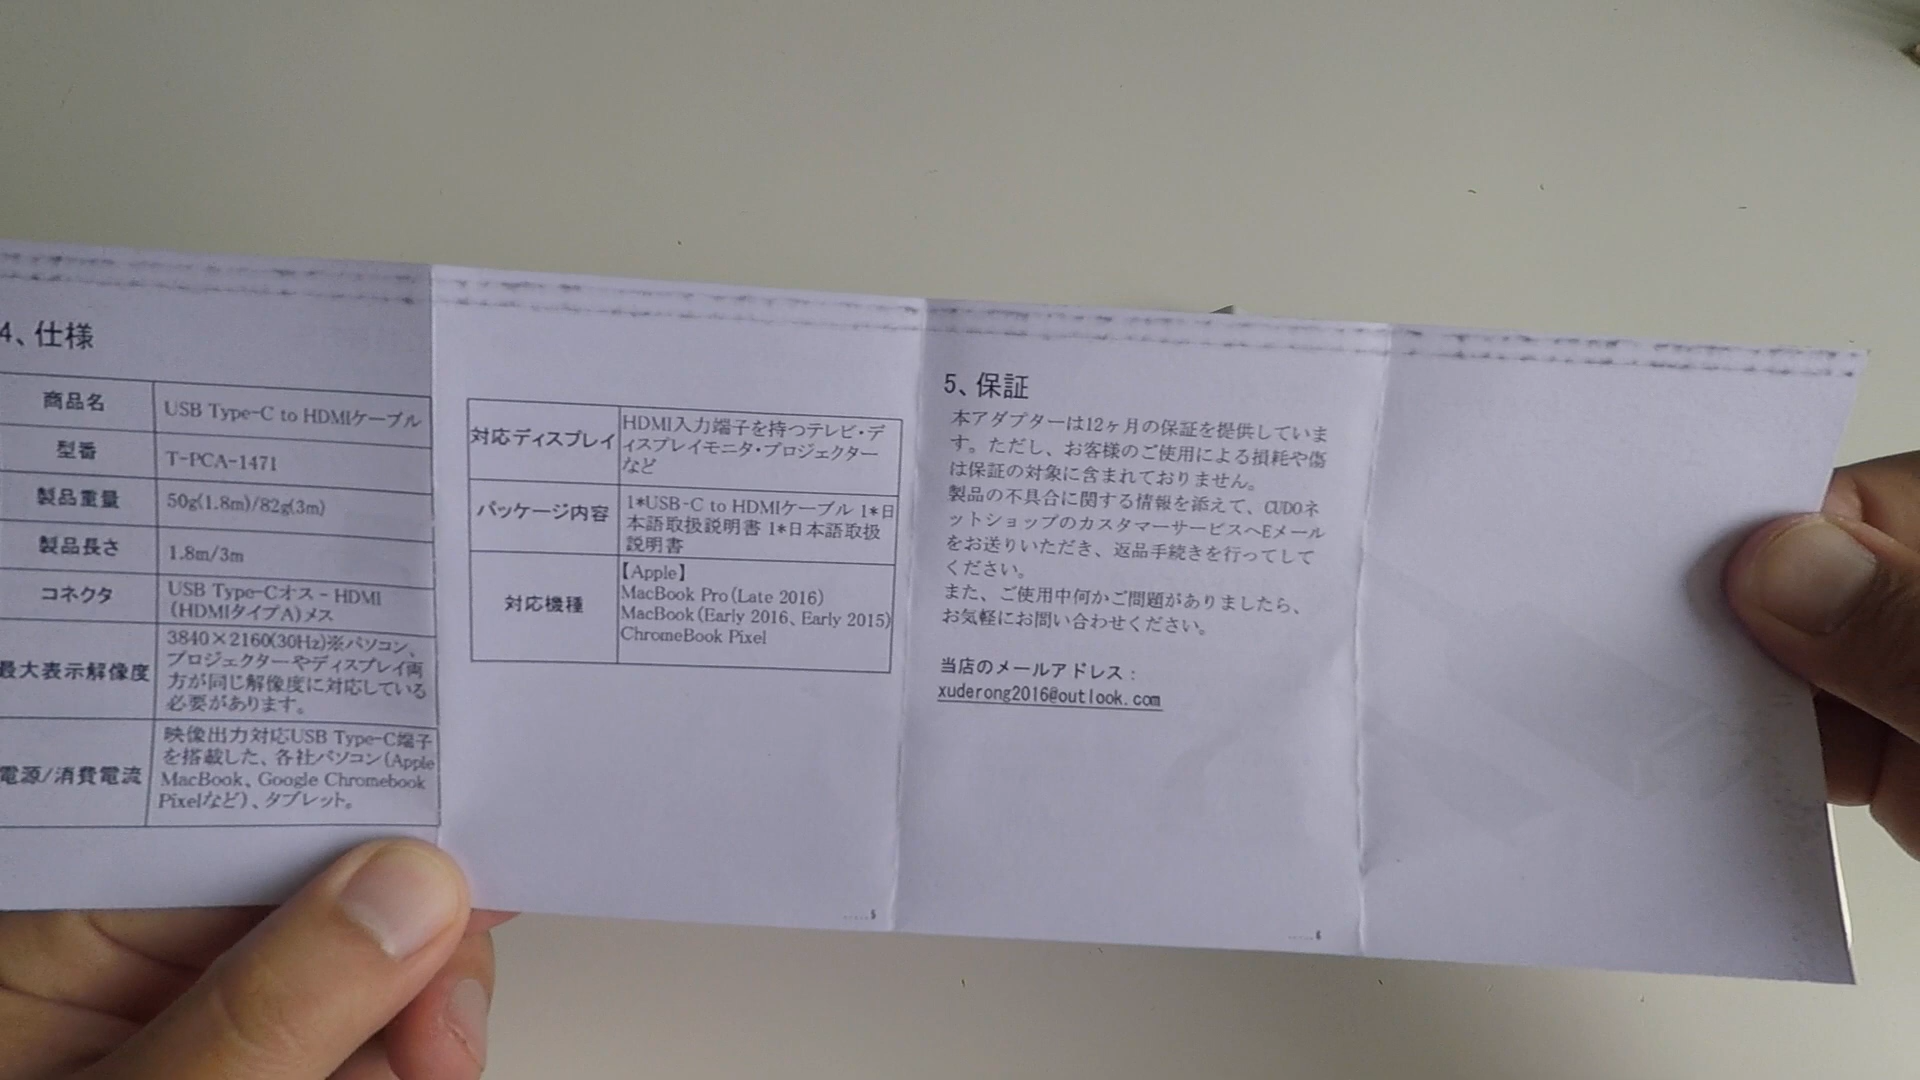 4、仕様
商品名
USB Type-C to HDMIケーブル
型番
T-PCA-1471
製品重量
50g(1.8m)/82g(3m)
製品長さ
1.8m/3m
コネクタ
USB Type-Cオス－HDMI
(HDMIタイプA)メス
最大表示解像度
3840×2160(30Hz)※パソコン、
プロジェクターやディスプレイ両
方が同じ解像度に対応している
必要があります。
電源/消費電流
映像出力対応USB Type-C端子
を搭載した、各社パソコン(Apple
MacBook、Google Chromebook
Pixelなど)、タブレット。
対応ディスプレイ
HDMI入力端子を持つテレビ・デ
ィスプレイモニタ・プロジェクター
など
パッケージ内容
1*USB-C to HDMIケーブル 1*日
本語取扱説明書 1*日本語取扱
説明書
対応機種
【Apple】
MacBook Pro(Late 2016)
MacBook(Early 2016、Early 2015)
ChromeBook Pixel
.....5
5、保証
本アダプターは12ヶ月の保証を提供していま
す。ただし、お客様のご使用による損耗や傷
は保証の対象に含まれておりません。
製品の不具合に関する情報を添えて、CUDOネ
ットショップのカスタマーサービスへEメール
をお送りいただき、返品手続きを行ってして
ください。
また、ご使用中何かご問題がありましたら、
お気軽にお問い合わせください。
当店のメールアドレス：
xuderong2016@outlook.com
.....6